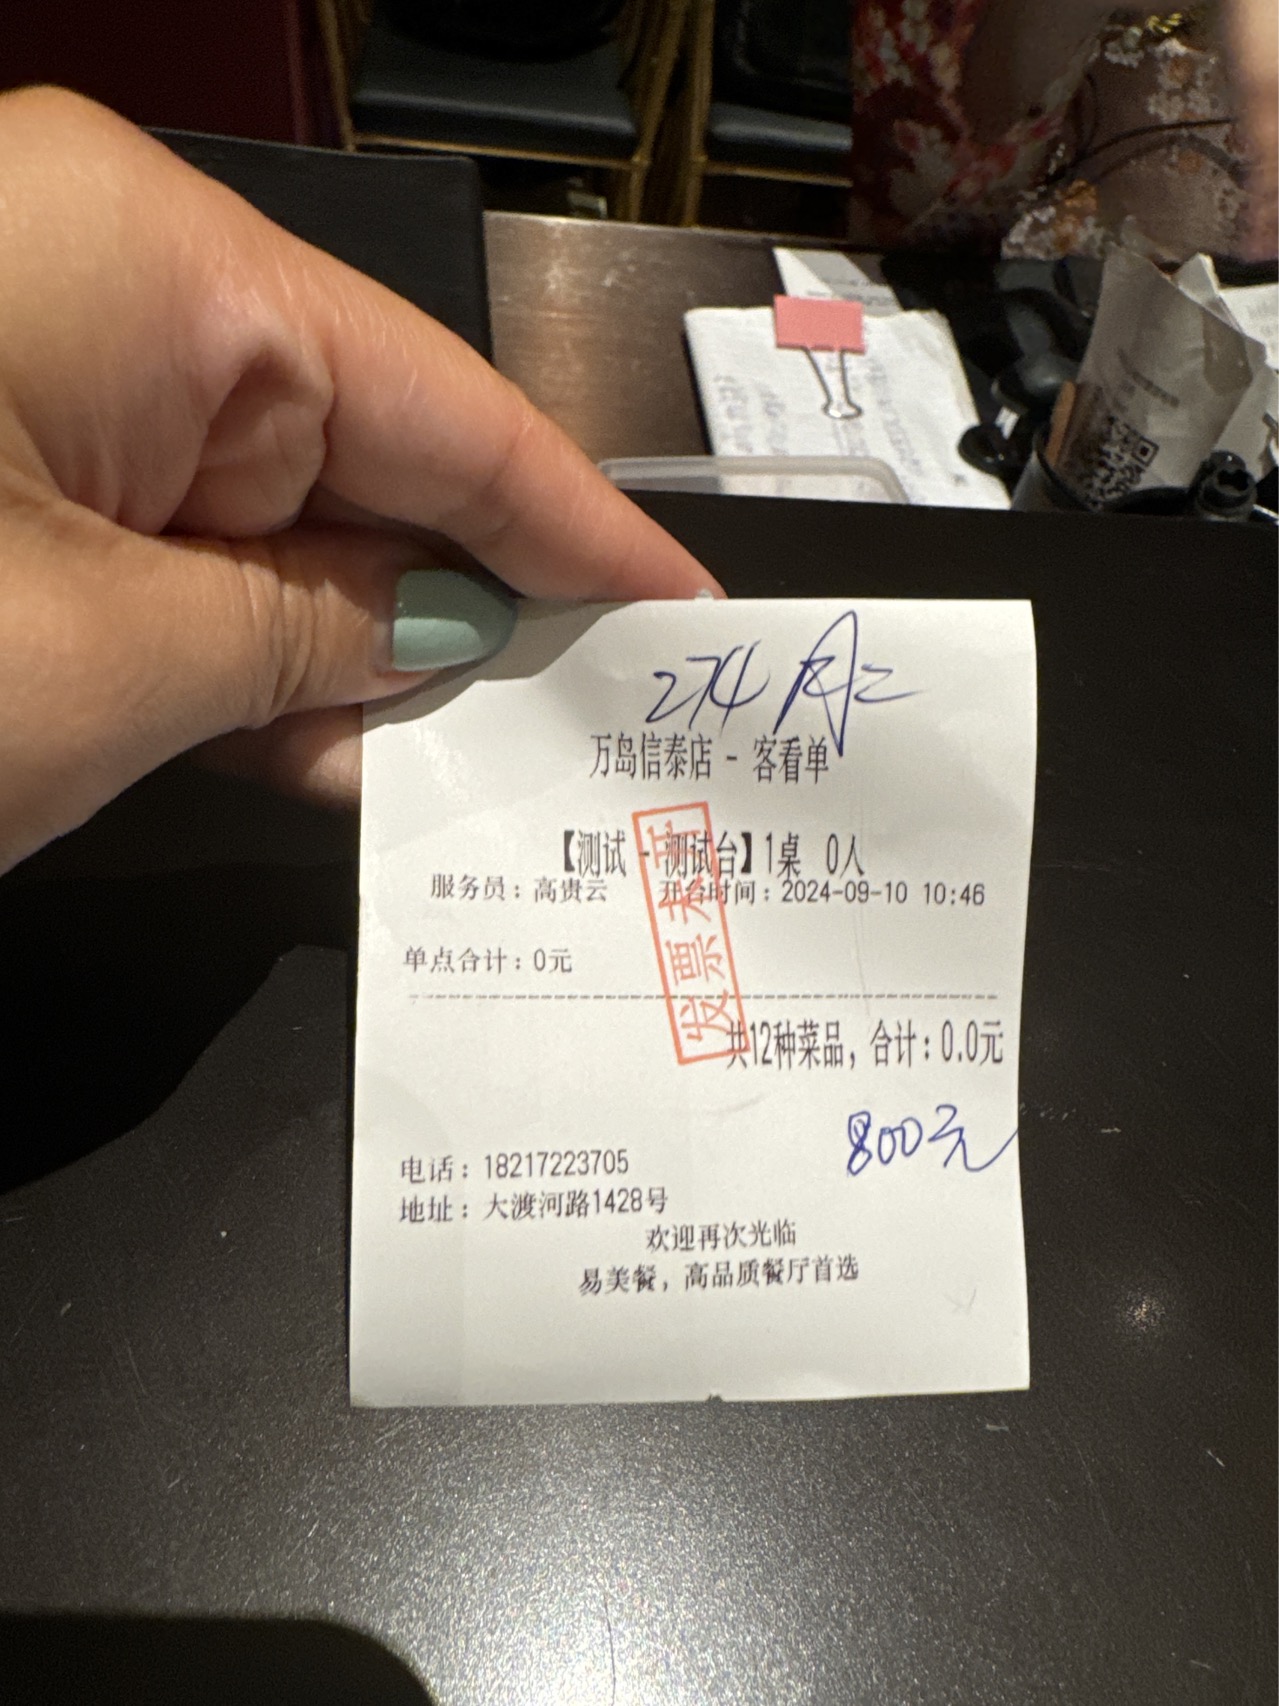 274
万岛信泰店 - 客看单
【测试 - 测试台】1桌 0人
服务员：高贵云 开台时间：2024-09-10 10:46
单点合计：0元
发票未开
共12种菜品，合计：0.0元
800元
电话：18217223705
地址：大渡河路1428号
欢迎再次光临
易美餐，高品质餐厅首选